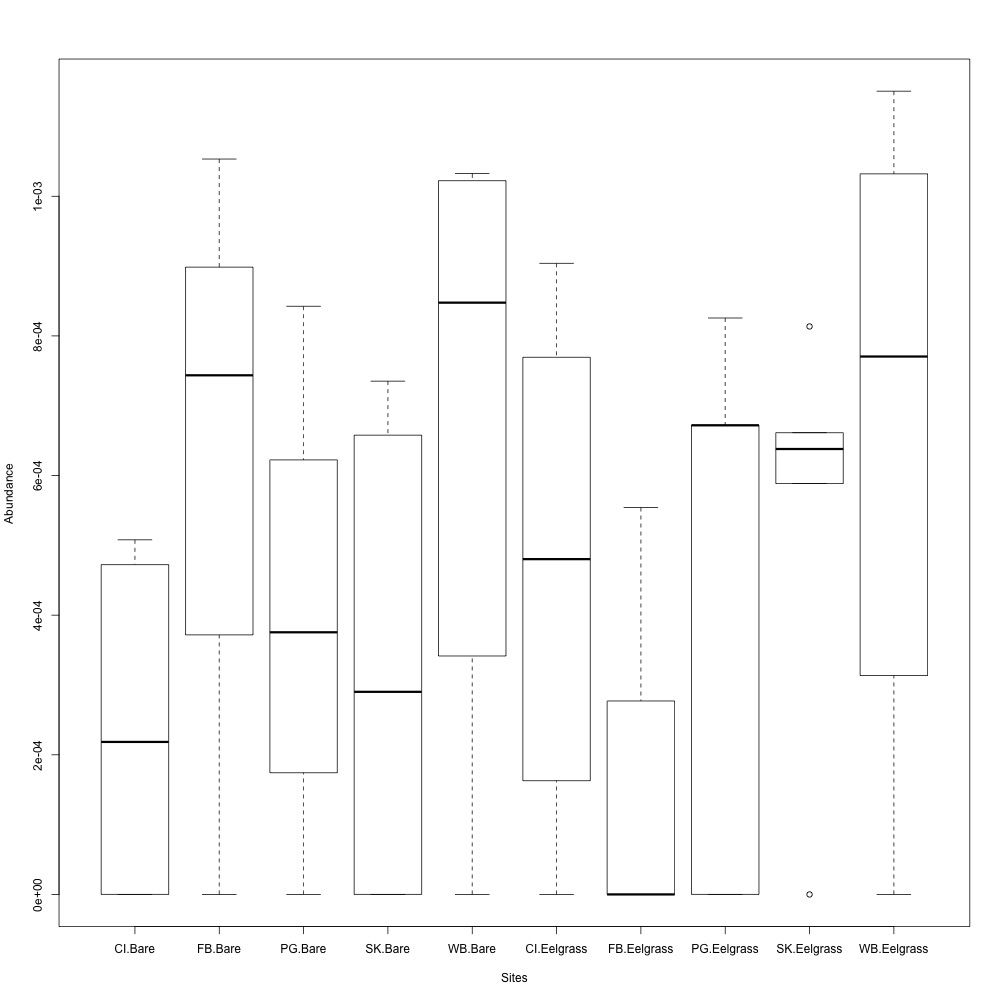 Abundance
1e-03
8e-04
6e-04
4e-04
2e-04
0e+00
CI.Bare FB.Bare PG.Bare SK.Bare WB.Bare CI.Eelgrass FB.Eelgrass PG.Eelgrass SK.Eelgrass WB.Eelgrass
Sites